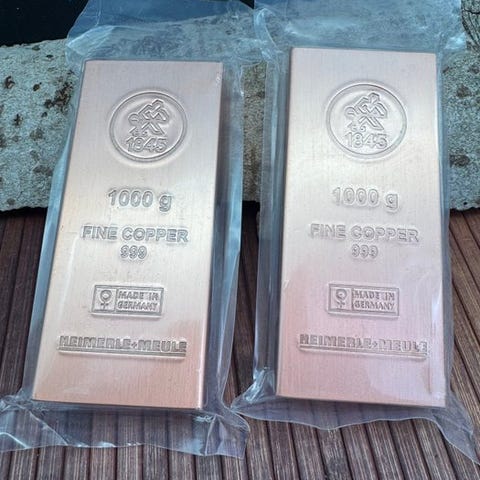 1845
1000 g
FINE COPPER
999
MADE IN
GERMANY
HEIMERLE+MEULE
1845
1000 g
FINE COPPER
999
MADE IN
GERMANY
HEIMERLE+MEULE